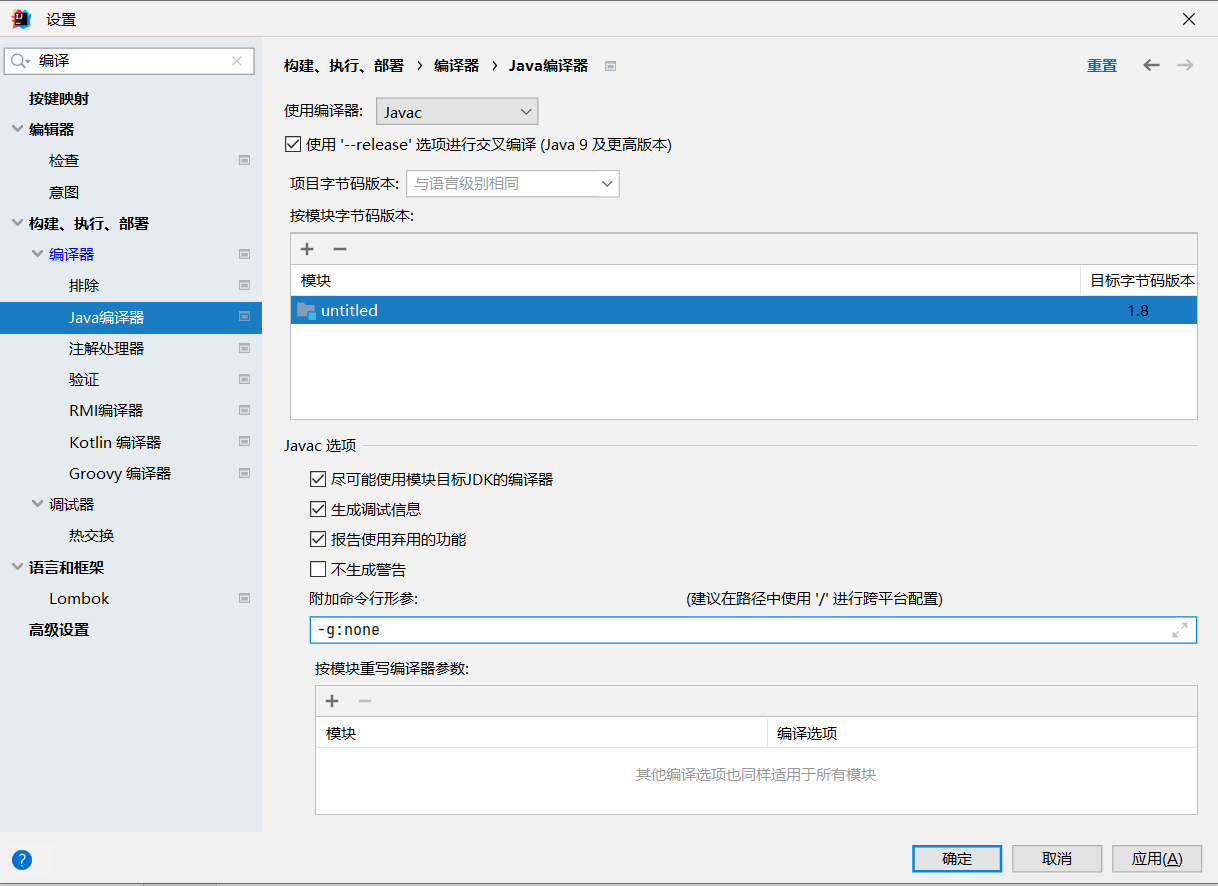 设置
编译
按键映射
编辑器
检查
意图
构建、执行、部署
编译器
排除
Java编译器
注解处理器
验证
RMI编译器
Kotlin 编译器
Groovy 编译器
调试器
热交换
语言和框架
Lombok
高级设置
构建、执行、部署 › 编译器 › Java编译器
重置
使用编译器: Javac
使用 '--release' 选项进行交叉编译 (Java 9 及更高版本)
项目字节码版本: 与语言级别相同
按模块字节码版本:
模块 目标字节码版本
untitled 1.8
Javac 选项
尽可能使用模块目标JDK的编译器
生成调试信息
报告使用弃用的功能
不生成警告
附加命令行形参: (建议在路径中使用 '/' 进行跨平台配置)
-g:none
按模块重写编译器参数:
模块 编译选项
其他编译选项也同样适用于所有模块
? 确定 取消 应用(A)